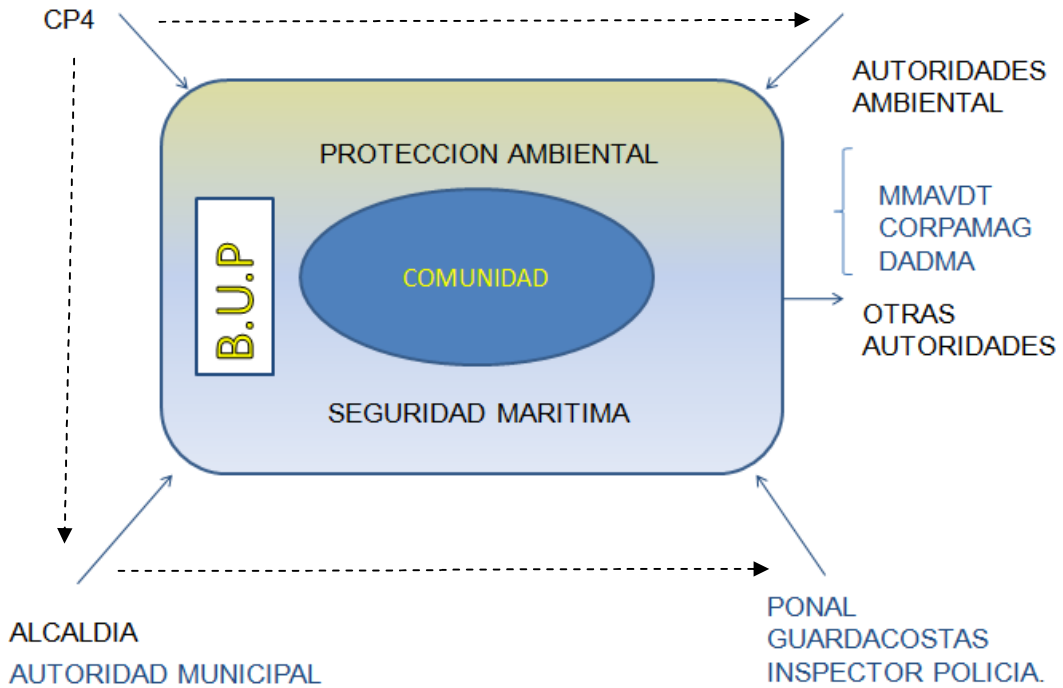 CP4
AUTORIDADES
AMBIENTAL
PROTECCION AMBIENTAL
MMAVDT
CORPAMAG
DADMA
B.U.P
COMUNIDAD
OTRAS
AUTORIDADES
SEGURIDAD MARITIMA
ALCALDIA
AUTORIDAD MUNICIPAL
PONAL
GUARDACOSTAS
INSPECTOR POLICIA.